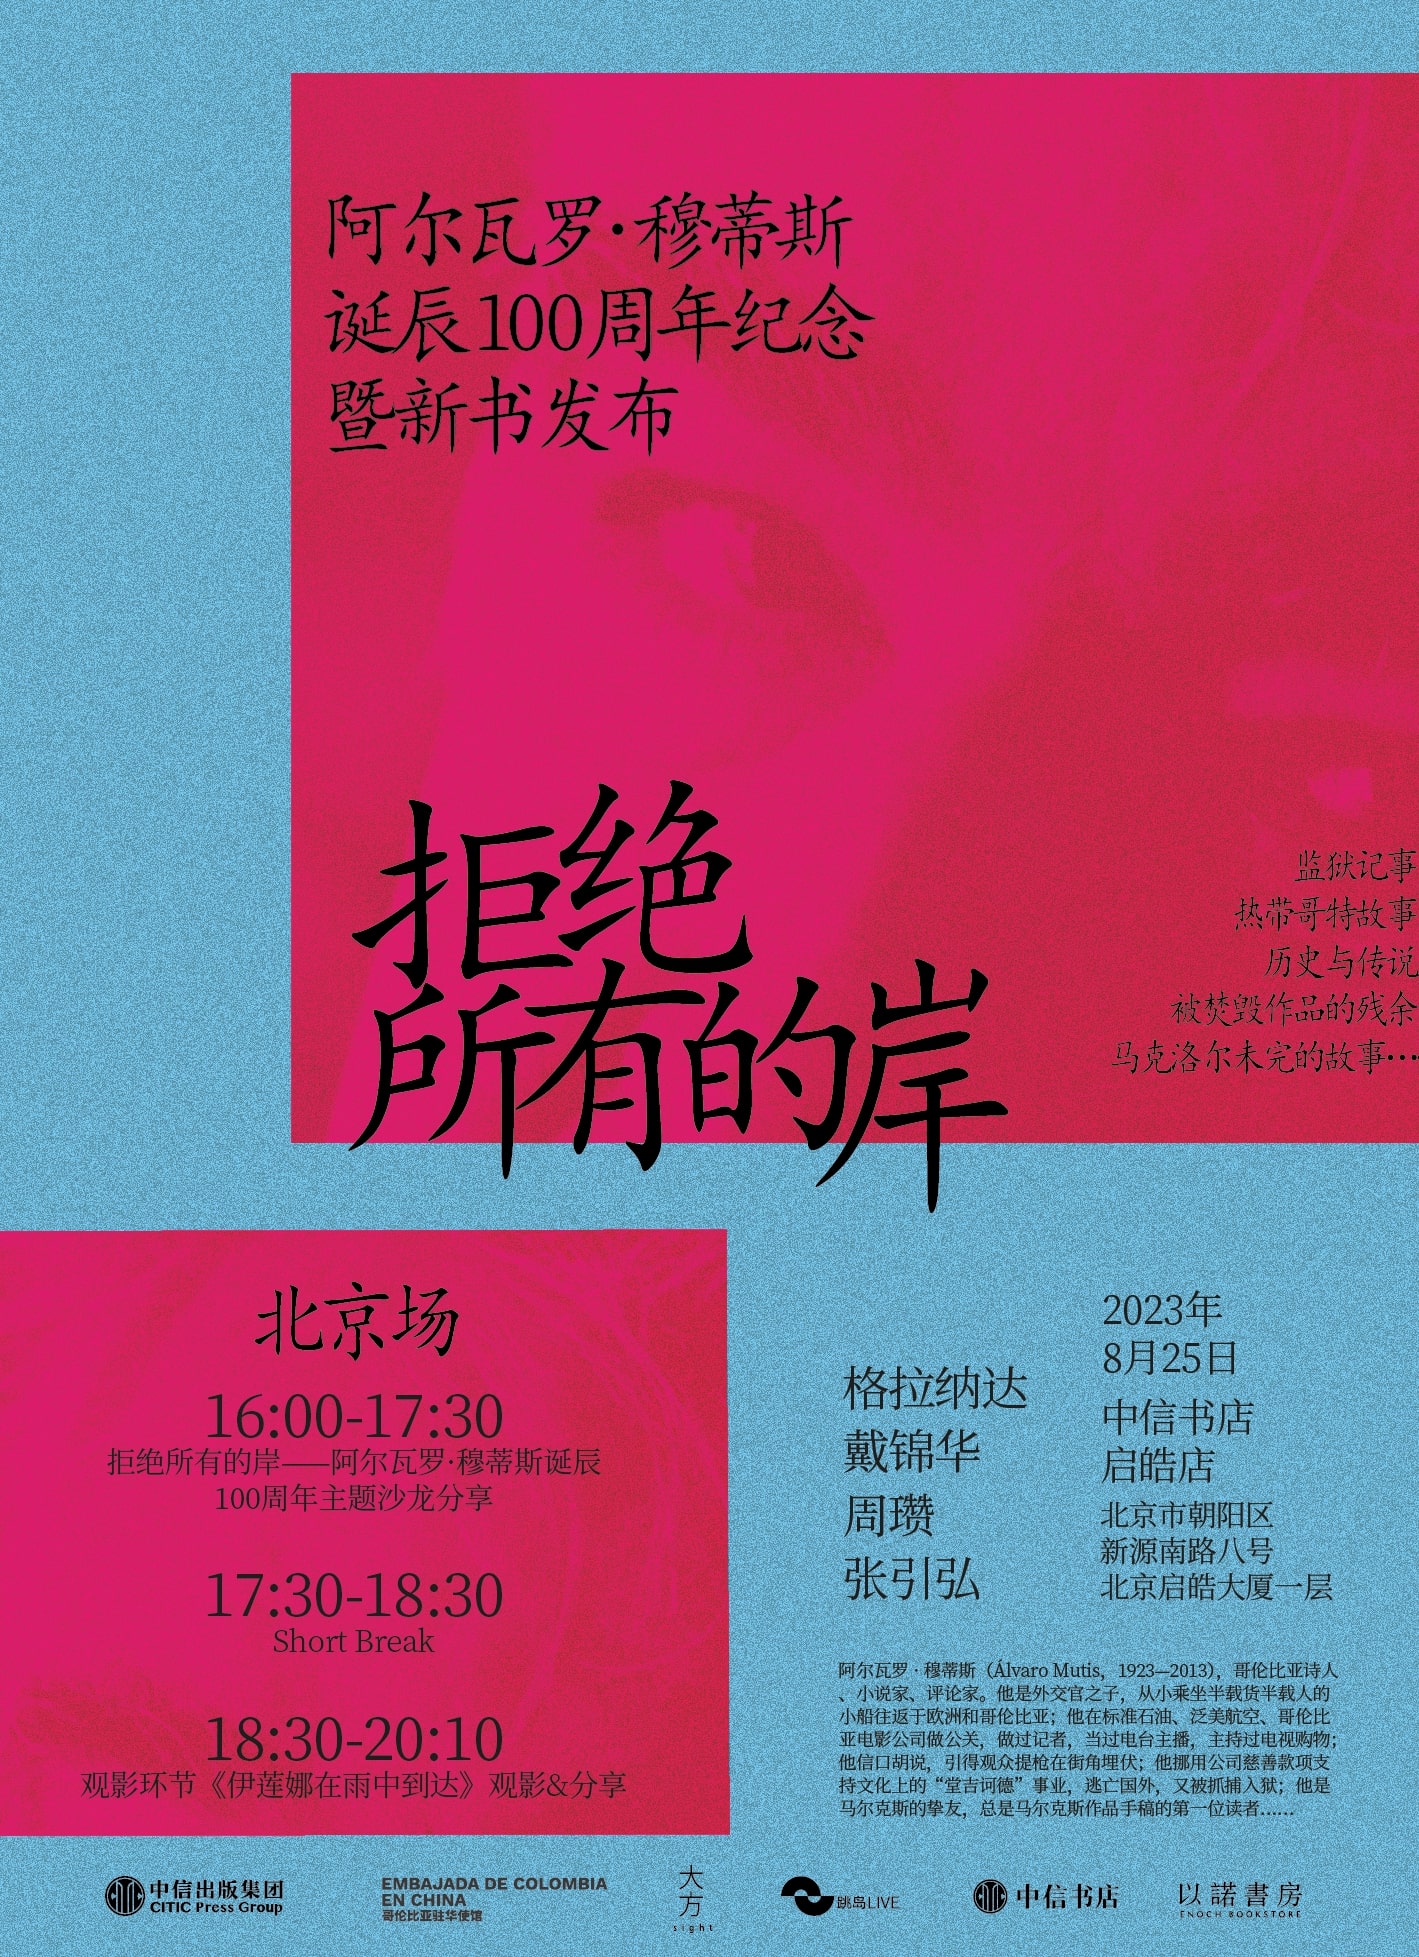 阿尔瓦罗·穆蒂斯
诞辰100周年纪念
暨新书发布
拒绝
所有的岸
监狱记事
热带哥特故事
历史与传说
被焚毁作品的残余
马克洛尔未完的故事…
北京场
16:00-17:30
拒绝所有的岸——阿尔瓦罗·穆蒂斯诞辰
100周年主题沙龙分享
17:30-18:30
Short Break
18:30-20:10
观影环节《伊莲娜在雨中到达》观影&分享
格拉纳达
戴锦华
周瓒
张引弘
2023年
8月25日
中信书店
启皓店
北京市朝阳区
新源南路八号
北京启皓大厦一层
阿尔瓦罗·穆蒂斯（Álvaro Mutis，1923—2013），哥伦比亚诗人
、小说家、评论家。他是外交官之子，从小乘坐半载货半载人的
小船往返于欧洲和哥伦比亚；他在标准石油、泛美航空、哥伦比
亚电影公司做公关，做过记者，当过电台主播，主持过电视购物；
他信口胡说，引得观众提枪在街角埋伏；他挪用公司慈善款项支
持文化上的“堂吉诃德”事业，逃亡国外，又被抓捕入狱；他是
马尔克斯的挚友，总是马尔克斯作品手稿的第一位读者……
中信出版集团
CITIC Press Group
EMBAJADA DE COLOMBIA
EN CHINA
哥伦比亚驻华使馆
大
方
sight
跳岛LIVE
中信书店
以諾書房
ENOCH BOOKSTORE